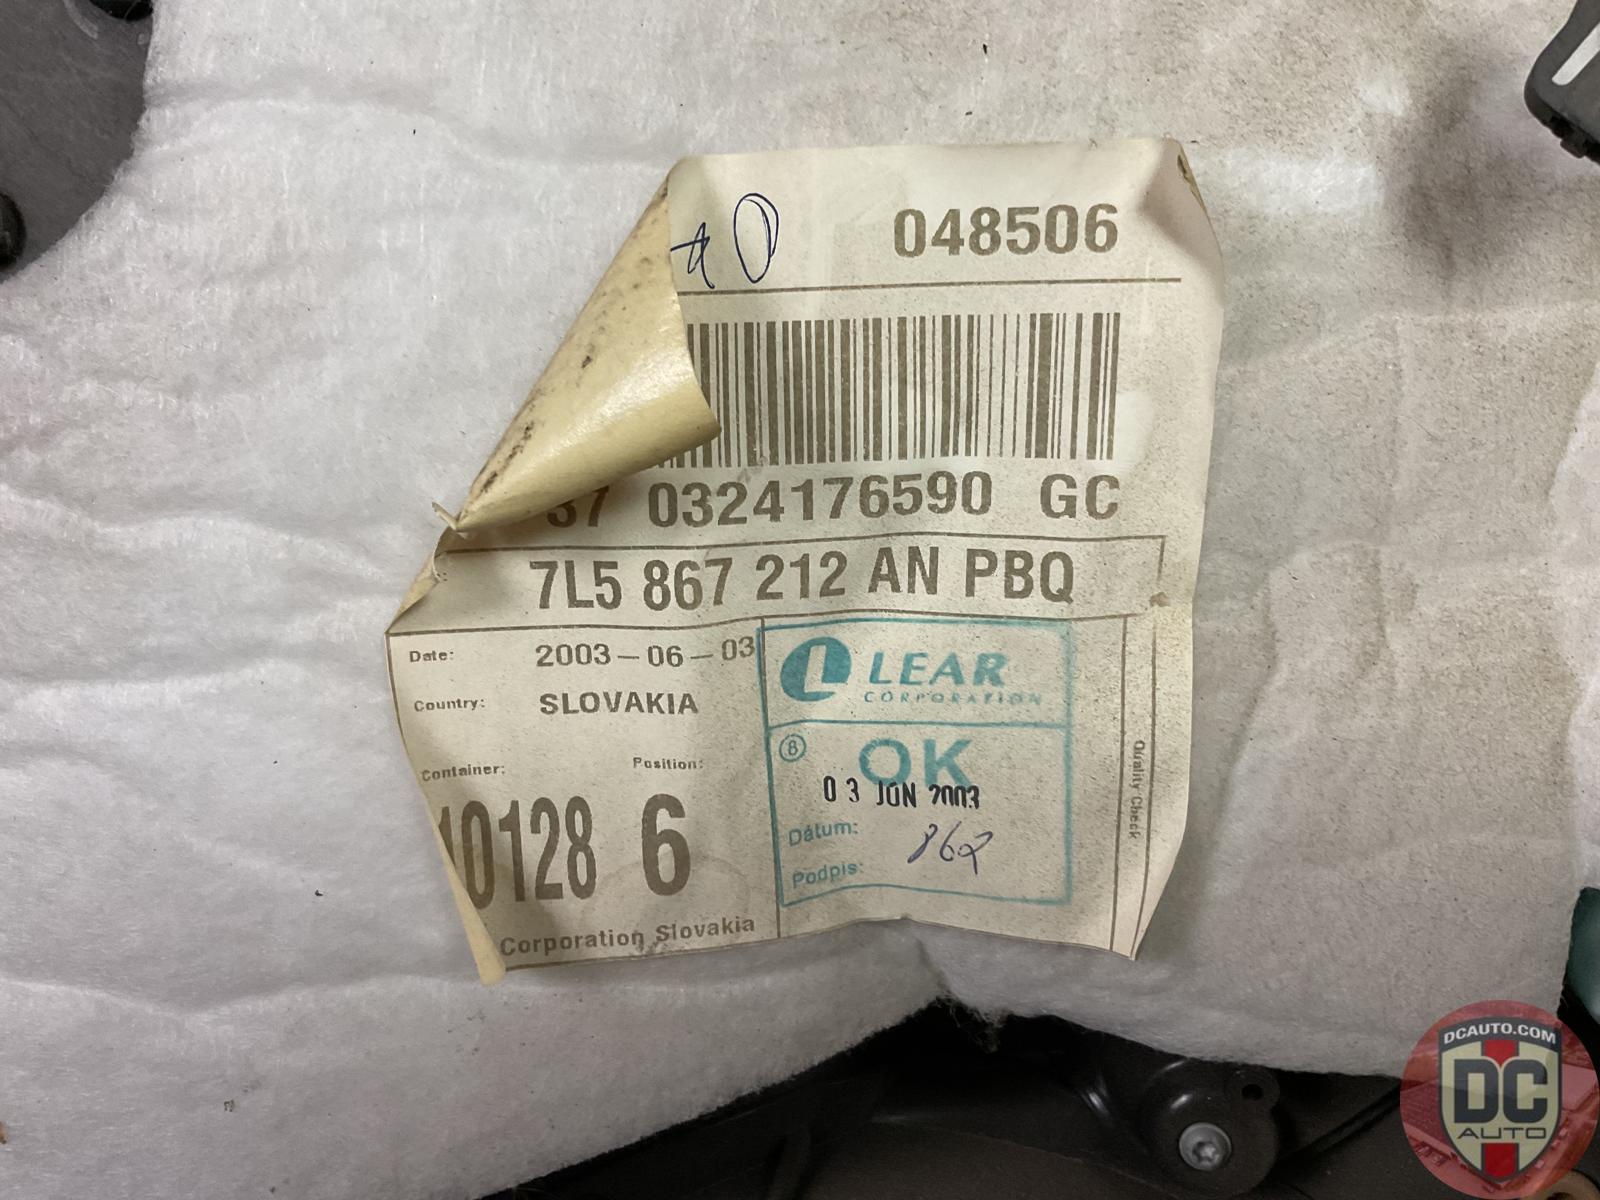 048506
37 0324176590 GC
7L5 867 212 AN PBQ
Date: 2003-06-03
Country: SLOVAKIA
Container: Position:
10128 6
Corporation Slovakia
LEAR
CORPORATION
8 OK
03 JUN 2003
Dátum:
862
Podpis:
Quality Check
DCAUTO.COM
DC
AUTO